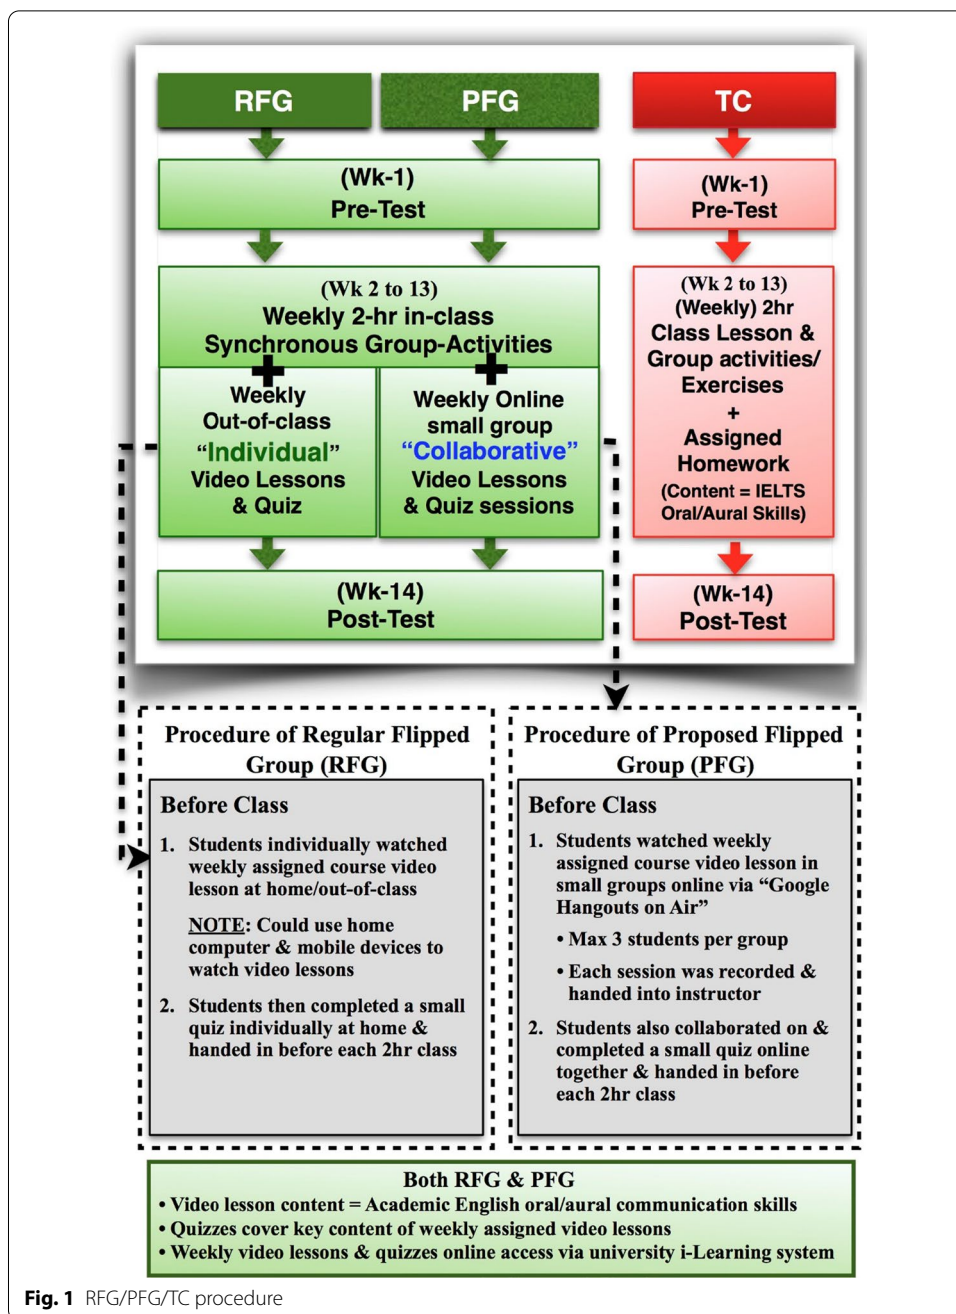 RFG
PFG
TC
(Wk-1)
Pre-Test
(Wk-1)
Pre-Test
(Wk 2 to 13)
Weekly 2-hr in-class
Synchronous Group-Activities
+
Weekly
Out-of-class
“Individual”
Video Lessons
& Quiz
+
Weekly Online
small group
“Collaborative”
Video Lessons
& Quiz sessions
(Wk 2 to 13)
(Weekly) 2hr
Class Lesson &
Group activities/
Exercises
+
Assigned
Homework
(Content = IELTS
Oral/Aural Skills)
(Wk-14)
Post-Test
(Wk-14)
Post-Test
Procedure of Regular Flipped
Group (RFG)
Before Class
1. Students individually watched
weekly assigned course video
lesson at home/out-of-class
NOTE: Could use home
computer & mobile devices to
watch video lessons
2. Students then completed a small
quiz individually at home &
handed in before each 2hr class
Procedure of Proposed Flipped
Group (PFG)
Before Class
1. Students watched weekly
assigned course video lesson in
small groups online via “Google
Hangouts on Air”
• Max 3 students per group
• Each session was recorded &
handed into instructor
2. Students also collaborated on &
completed a small quiz online
together & handed in before
each 2hr class
Both RFG & PFG
• Video lesson content = Academic English oral/aural communication skills
• Quizzes cover key content of weekly assigned video lessons
• Weekly video lessons & quizzes online access via university i-Learning system
Fig. 1 RFG/PFG/TC procedure